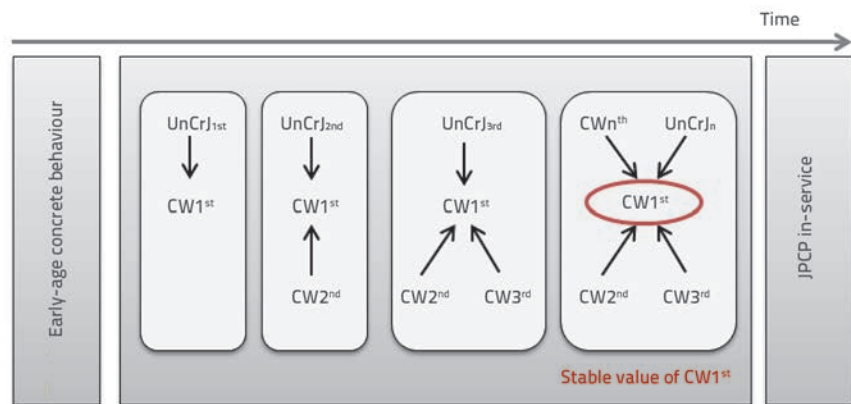 Time
Early-age concrete behaviour
UnCrJ1st
CW1st
UnCrJ2nd
CW1st
CW2nd
UnCrJ3rd
CW1st
CW2nd CW3rd
CWnth UnCrJn
CW1st
CW2nd CW3rd
Stable value of CW1st
JPCP in-service